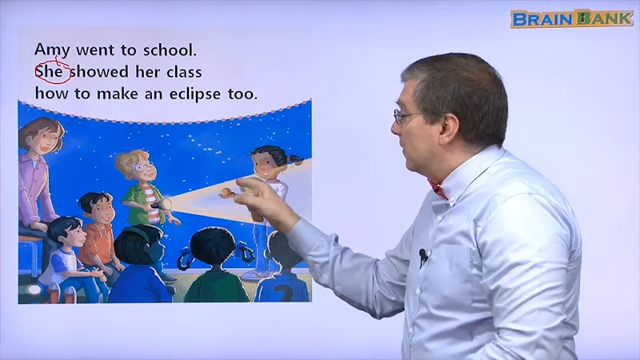 BRAIN BANK
Amy went to school.
She showed her class
how to make an eclipse too.